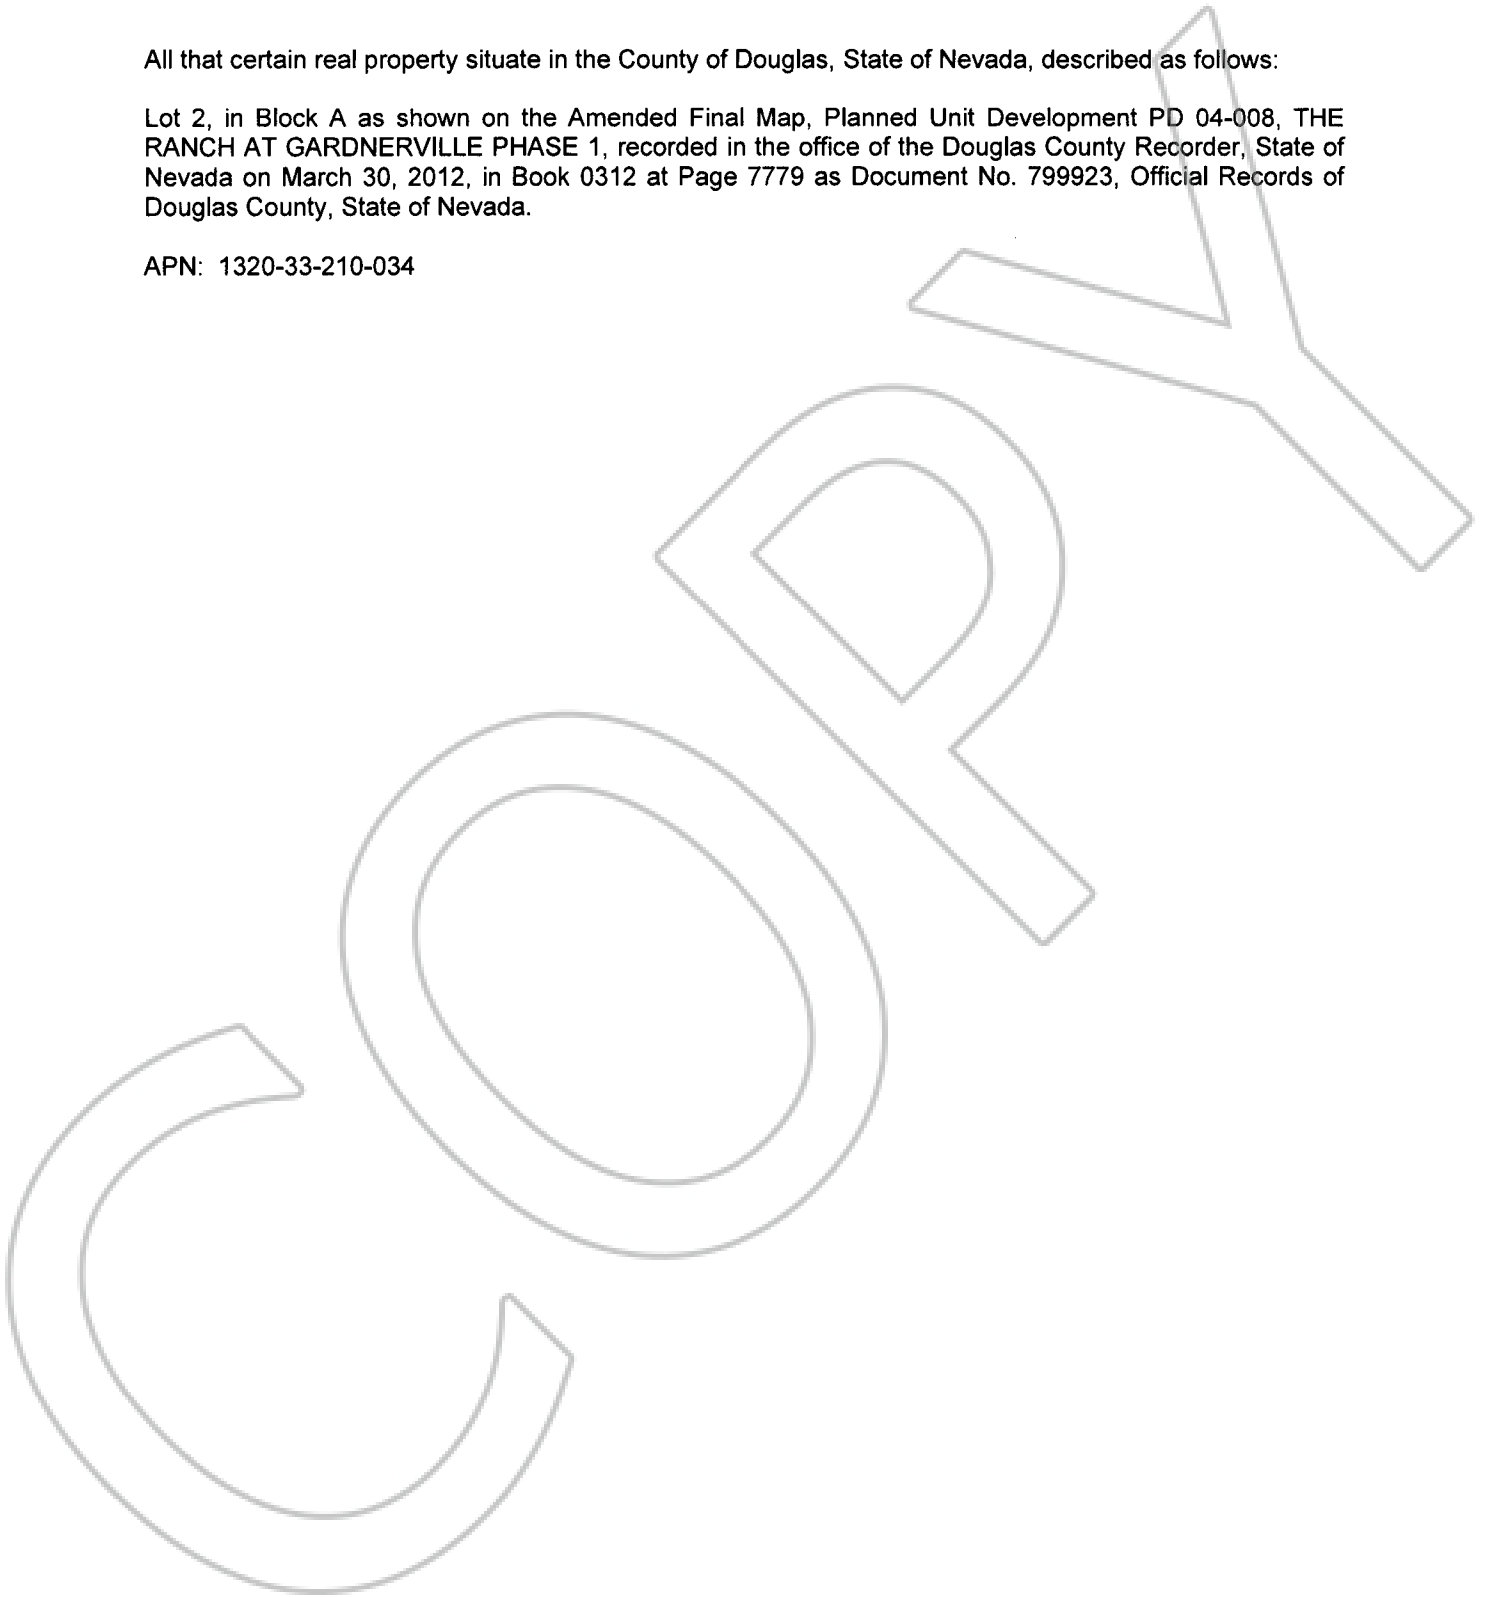 All that certain real property situate in the County of Douglas, State of Nevada, described as follows:
Lot 2, in Block A as shown on the Amended Final Map, Planned Unit Development PD 04-008, THE
RANCH AT GARDNERVILLE PHASE 1, recorded in the office of the Douglas County Recorder, State of
Nevada on March 30, 2012, in Book 0312 at Page 7779 as Document No. 799923, Official Records of
Douglas County, State of Nevada.
APN: 1320-33-210-034
COPY